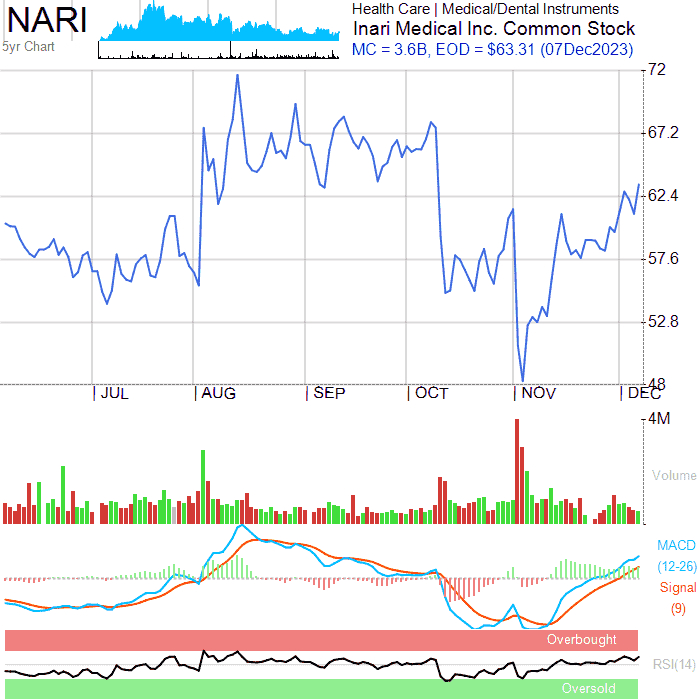 NARI
5yr Chart
Health Care | Medical/Dental Instruments
Inari Medical Inc. Common Stock
MC = 3.6B, EOD = $63.31 (07Dec2023)
72
67.2
62.4
57.6
52.8
48
JUL AUG SEP OCT NOV DEC
4M
Volume
MACD
(12-26)
Signal
(9)
Overbought
RSI(14)
Oversold